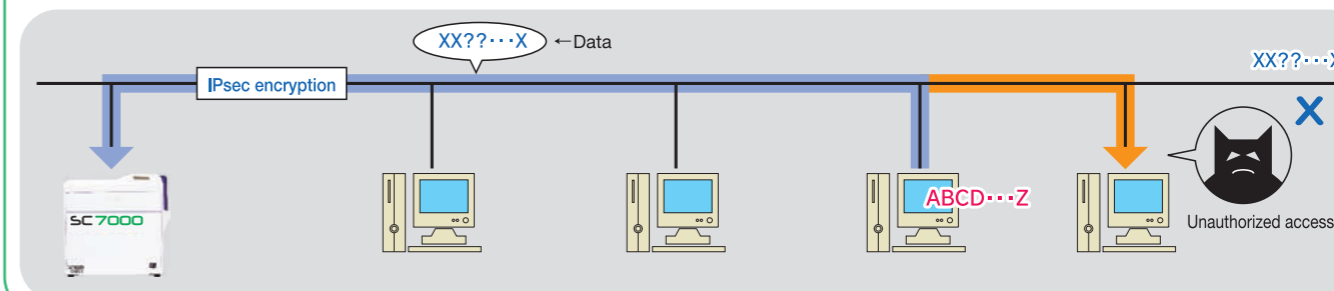 XX??···X
←Data
XX??···X
IPsec encryption
X
SC7000
ABCD···Z
Unauthorized access